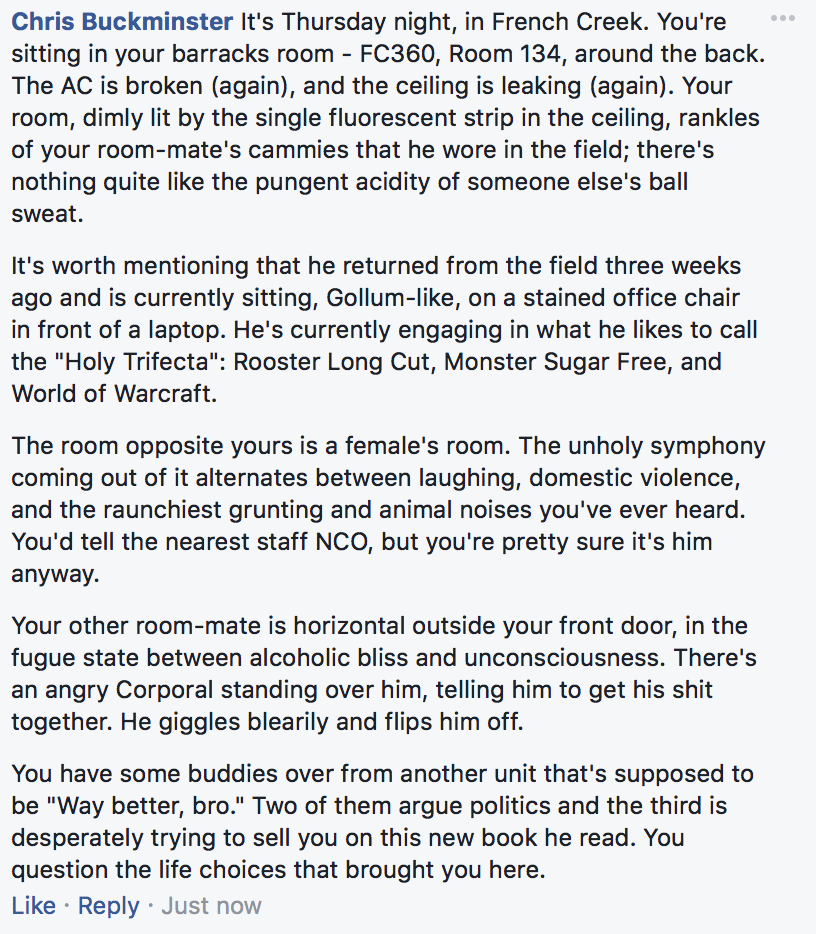 Chris Buckminster It's Thursday night, in French Creek. You're
sitting in your barracks room - FC360, Room 134, around the back.
The AC is broken (again), and the ceiling is leaking (again). Your
room, dimly lit by the single fluorescent strip in the ceiling, rankles
of your room-mate's cammies that he wore in the field; there's
nothing quite like the pungent acidity of someone else's ball
sweat.
It's worth mentioning that he returned from the field three weeks
ago and is currently sitting, Gollum-like, on a stained office chair
in front of a laptop. He's currently engaging in what he likes to call
the "Holy Trifecta": Rooster Long Cut, Monster Sugar Free, and
World of Warcraft.
The room opposite yours is a female's room. The unholy symphony
coming out of it alternates between laughing, domestic violence,
and the raunchiest grunting and animal noises you've ever heard.
You'd tell the nearest staff NCO, but you're pretty sure it's him
anyway.
Your other room-mate is horizontal outside your front door, in the
fugue state between alcoholic bliss and unconsciousness. There's
an angry Corporal standing over him, telling him to get his shit
together. He giggles blearily and flips him off.
You have some buddies over from another unit that's supposed to
be "Way better, bro." Two of them argue politics and the third is
desperately trying to sell you on this new book he read. You
question the life choices that brought you here.
Like · Reply · Just now